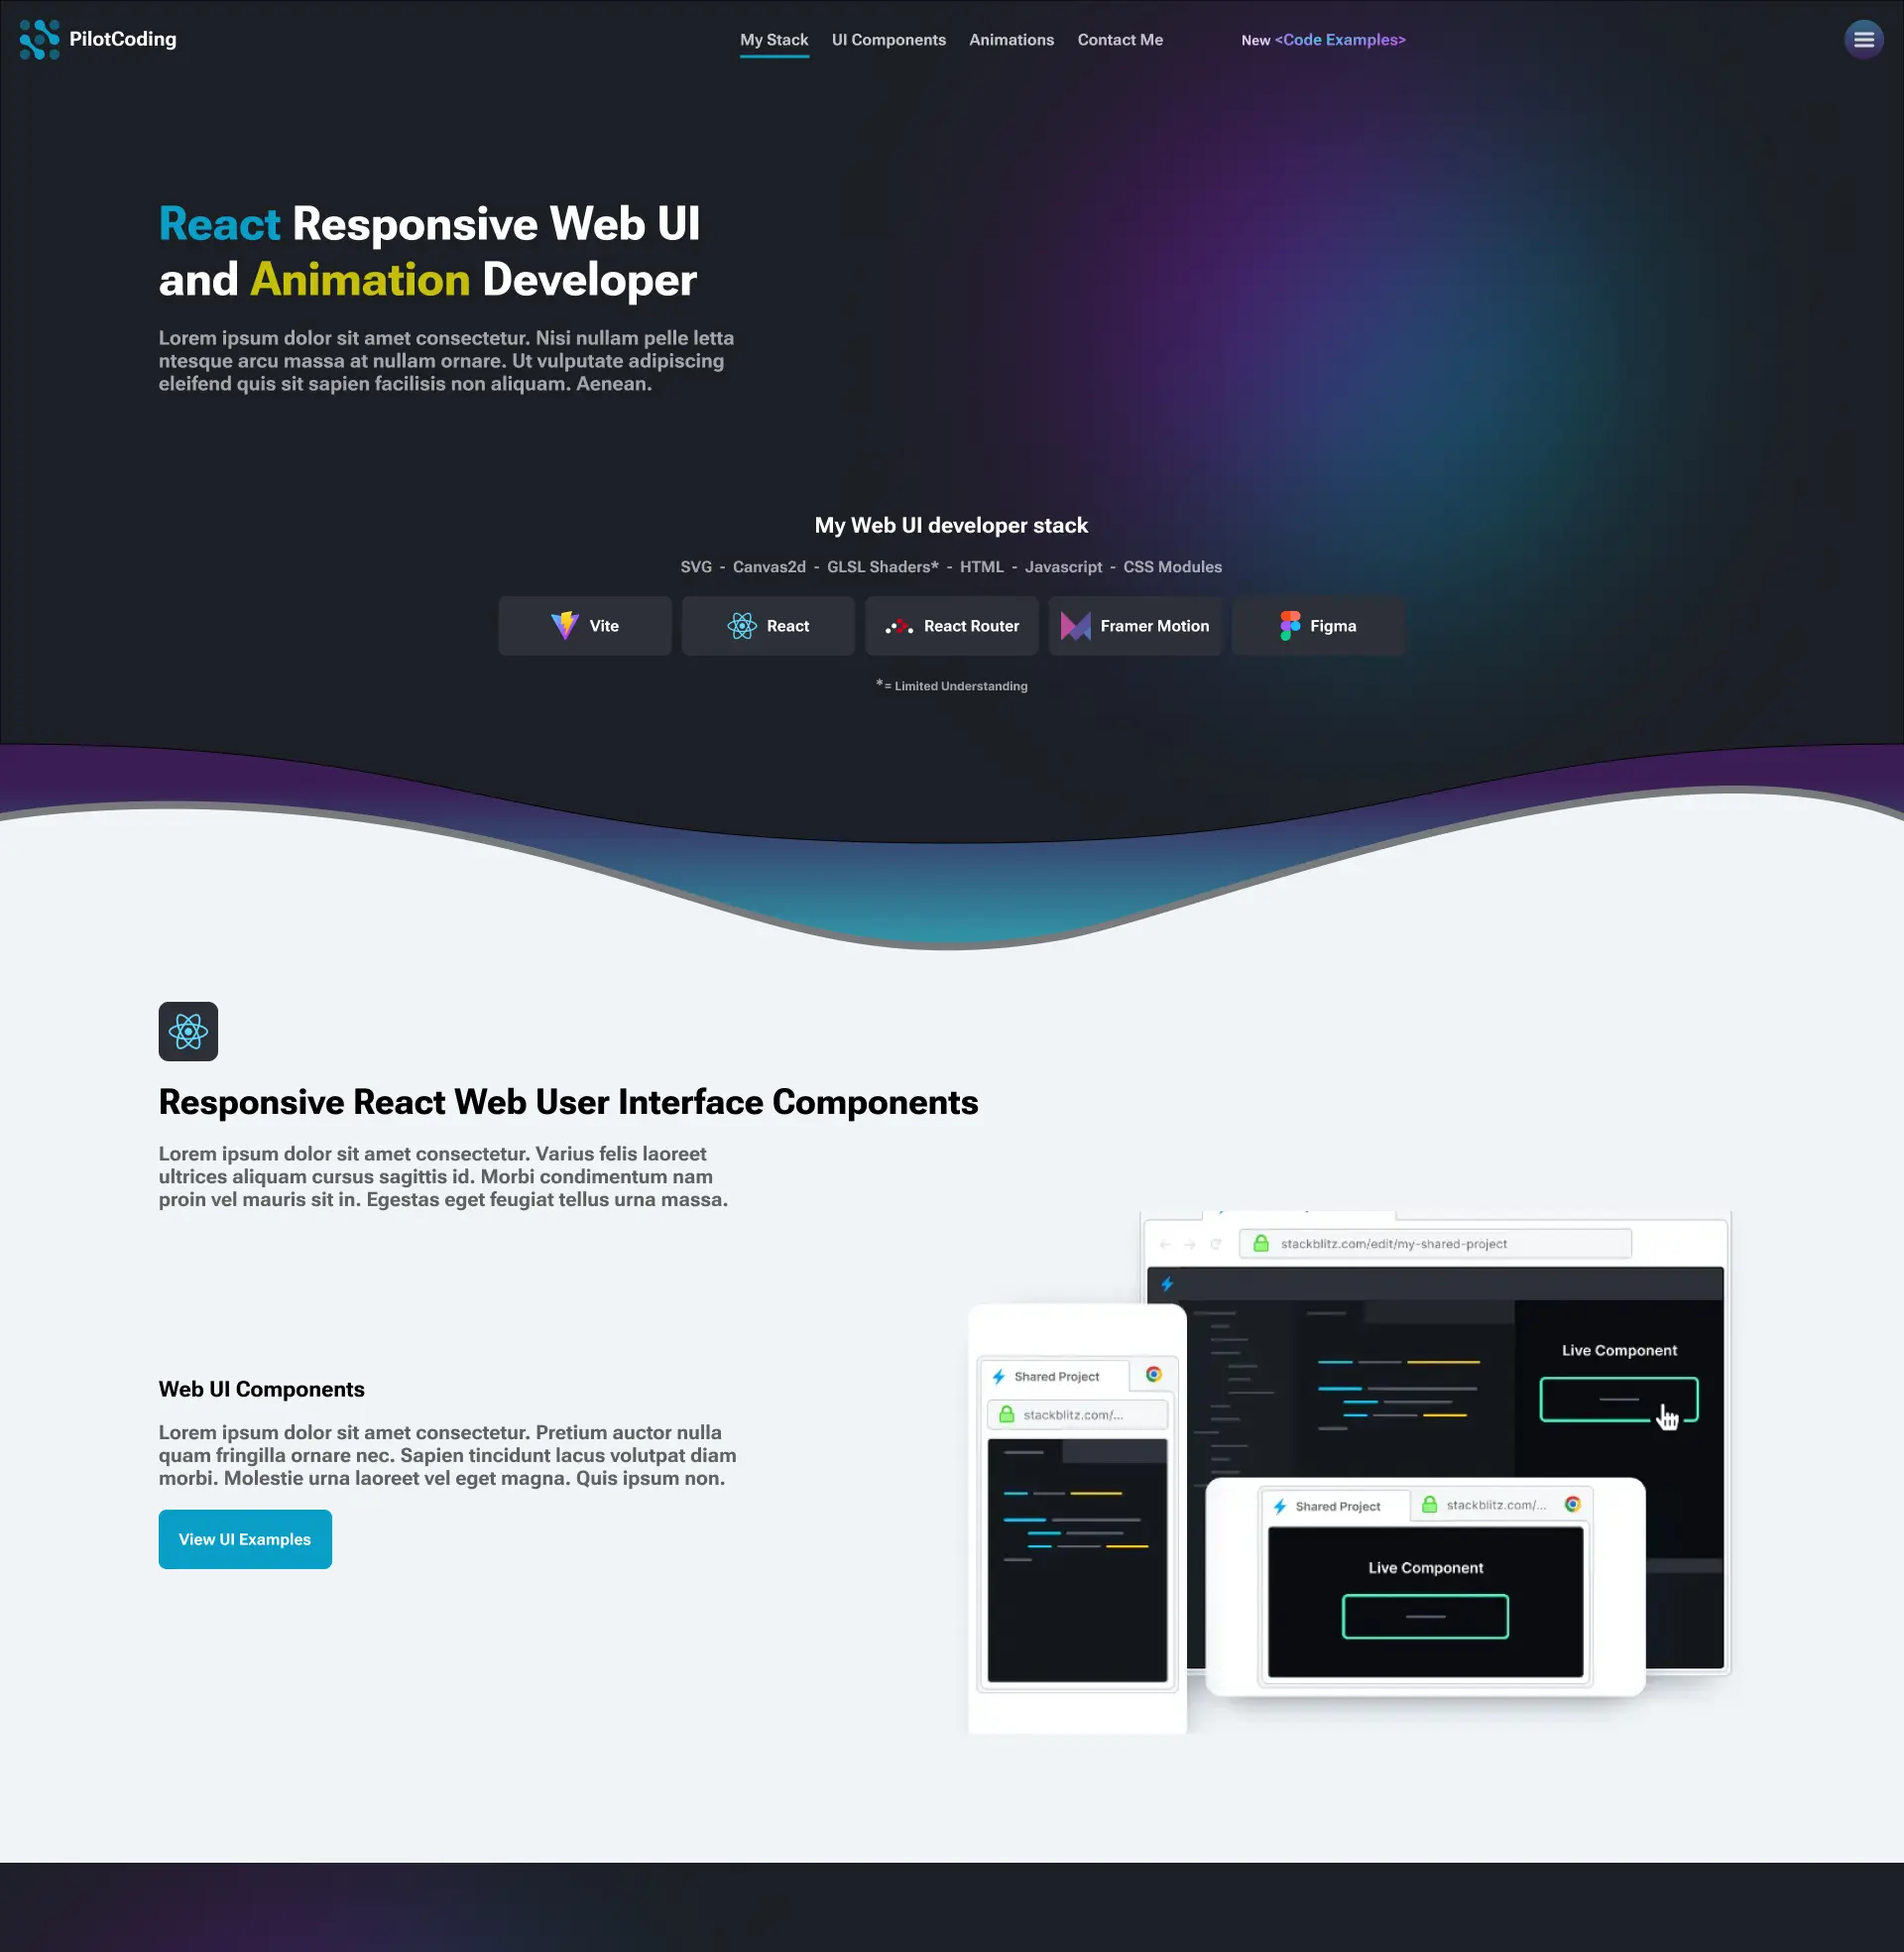 PilotCoding
My Stack
UI Components
Animations
Contact Me
New <Code Examples>
React Responsive Web UI
and Animation Developer
Lorem ipsum dolor sit amet consectetur. Nisi nullam pelle letta
ntesque arcu massa at nullam ornare. Ut vulputate adipiscing
eleifend quis sit sapien facilisis non aliquam. Aenean.
My Web UI developer stack
SVG - Canvas2d - GLSL Shaders* - HTML - Javascript - CSS Modules
Vite
React
React Router
Framer Motion
Figma
*= Limited Understanding
Responsive React Web User Interface Components
Lorem ipsum dolor sit amet consectetur. Varius felis laoreet
ultrices aliquam cursus sagittis id. Morbi condimentum nam
proin vel mauris sit in. Egestas eget feugiat tellus urna massa.
Web UI Components
Lorem ipsum dolor sit amet consectetur. Pretium auctor nulla
quam fringilla ornare nec. Sapien tincidunt lacus volutpat diam
morbi. Molestie urna laoreet vel eget magna. Quis ipsum non.
View UI Examples
stackblitz.com/edit/my-shared-project
Live Component
Shared Project
stackblitz.com/...
Shared Project
stackblitz.com/...
Live Component